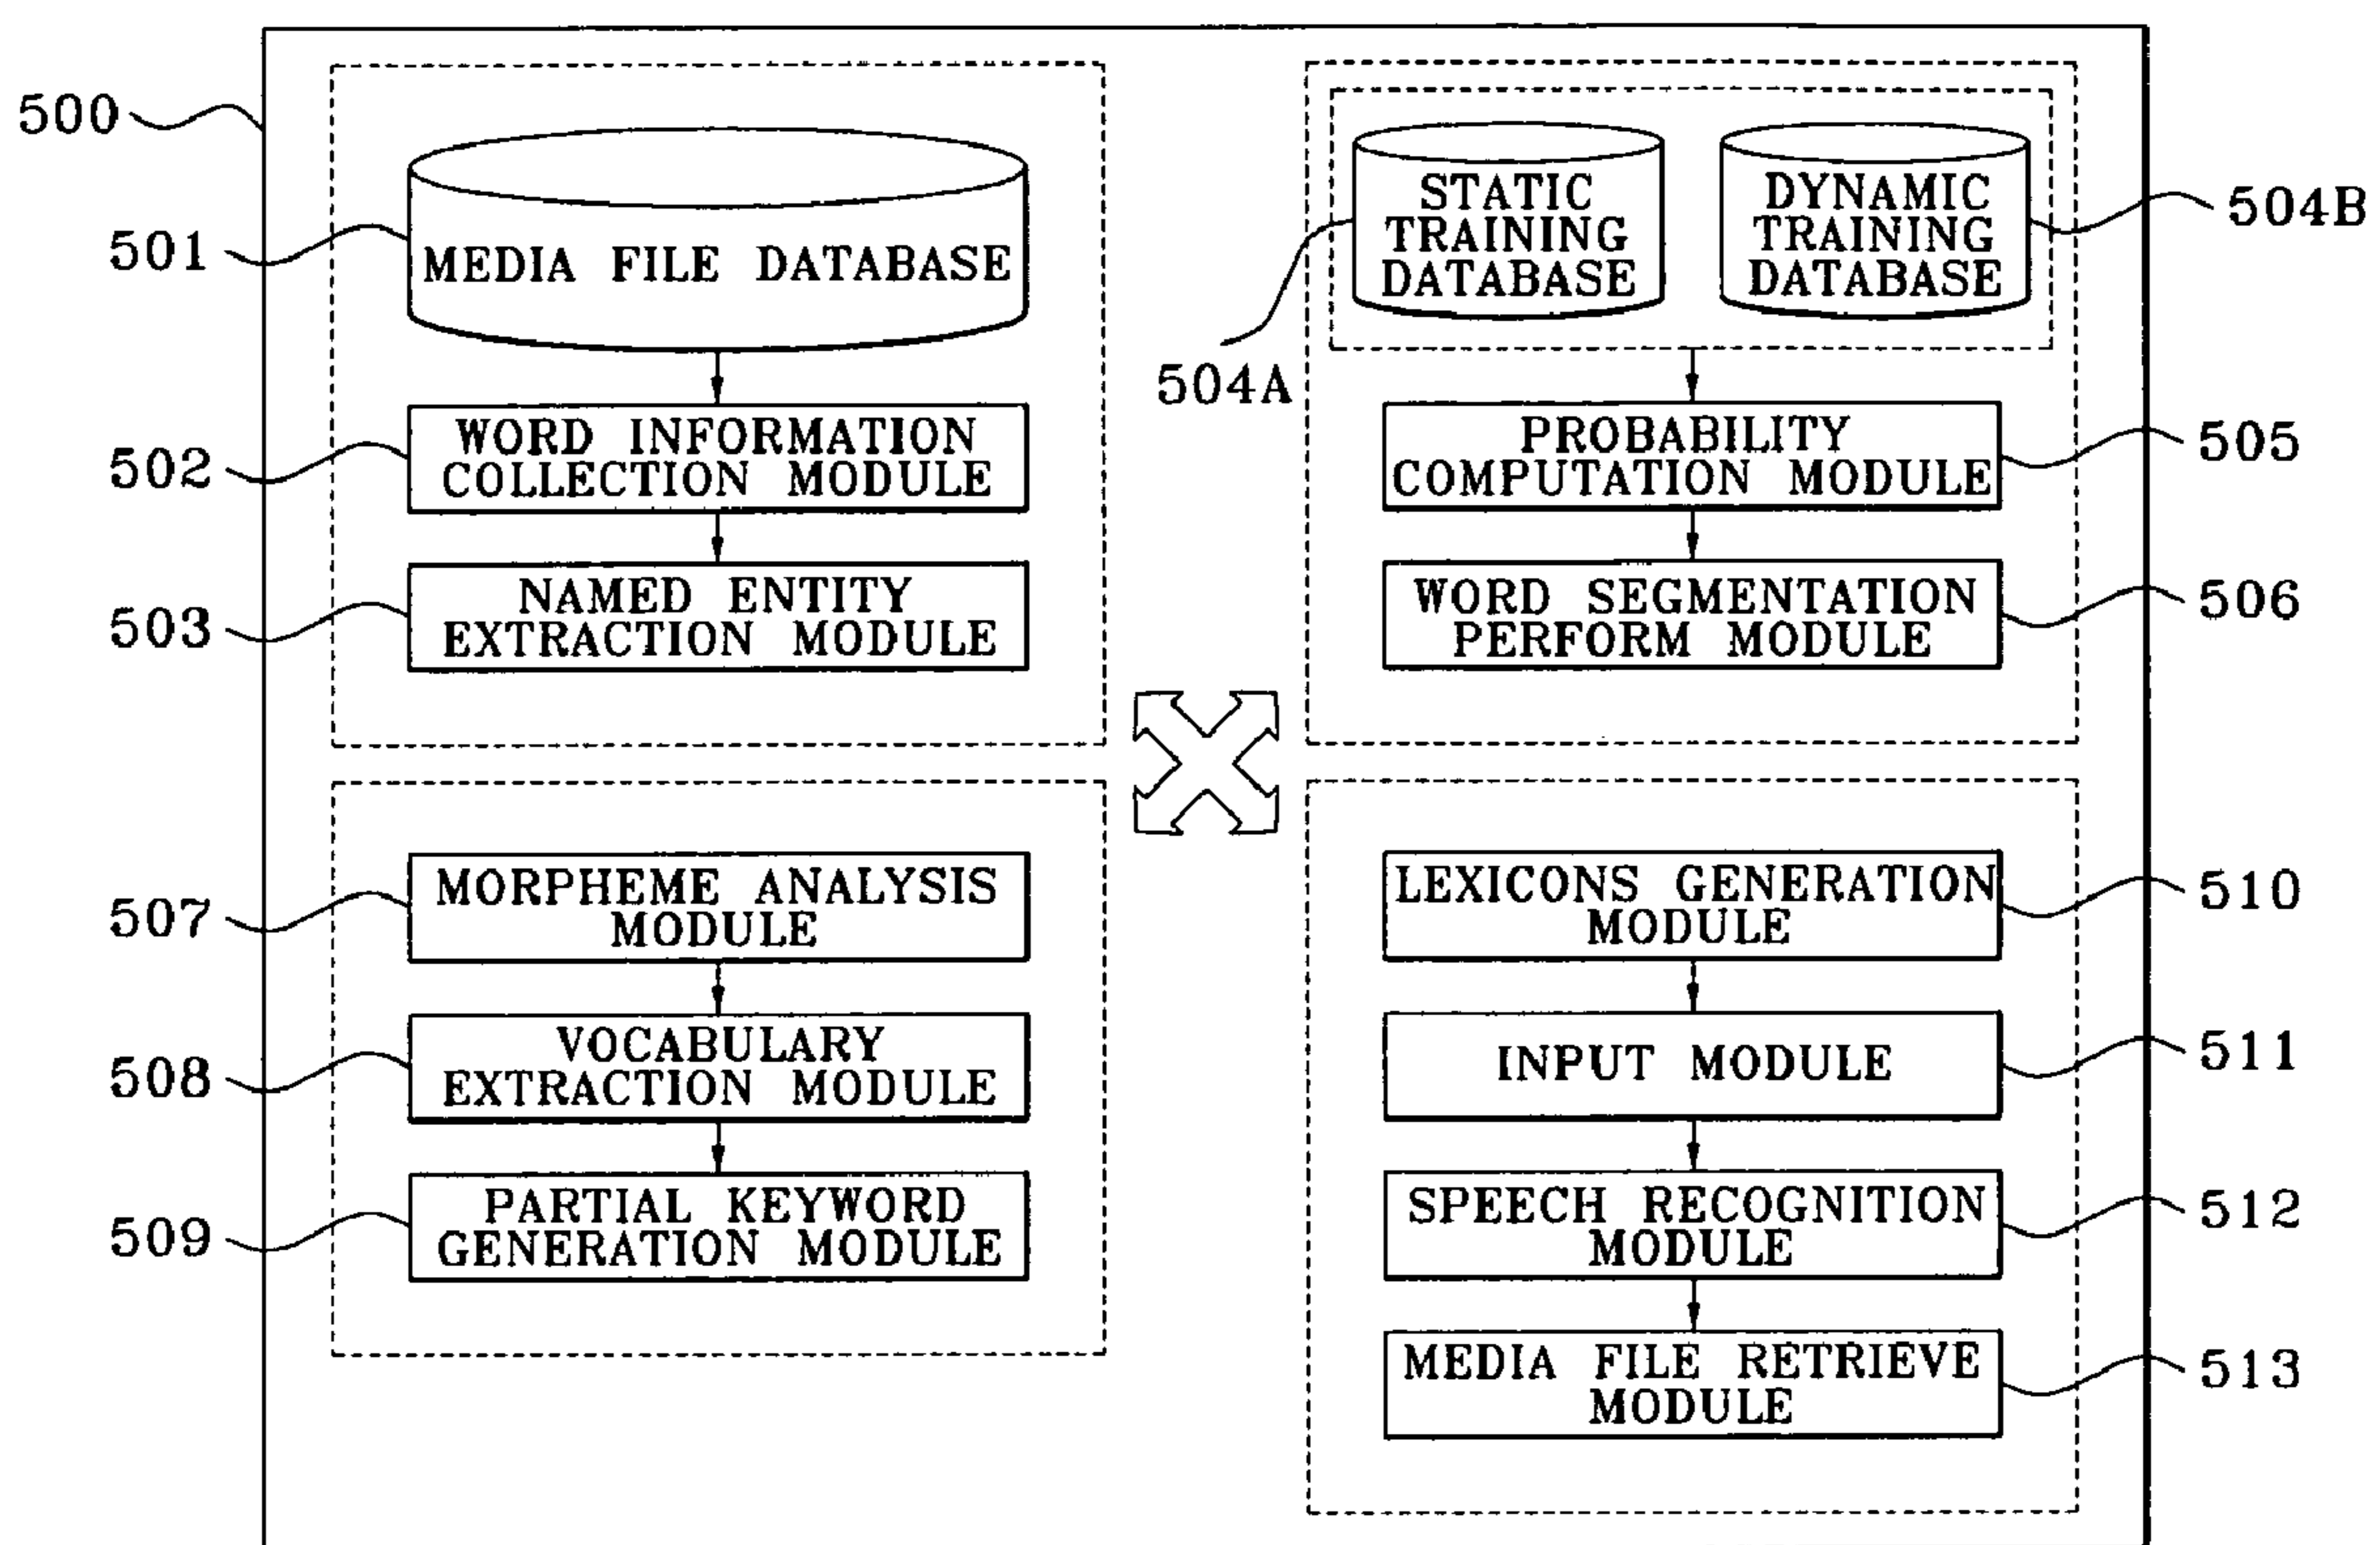 500
501
MEDIA FILE DATABASE
502
WORD INFORMATION
COLLECTION MODULE
503
NAMED ENTITY
EXTRACTION MODULE
STATIC
TRAINING
DATABASE
504A
DYNAMIC
TRAINING
DATABASE
504B
PROBABILITY
COMPUTATION MODULE
505
WORD SEGMENTATION
PERFORM MODULE
506
507
MORPHEME ANALYSIS
MODULE
508
VOCABULARY
EXTRACTION MODULE
509
PARTIAL KEYWORD
GENERATION MODULE
LEXICONS GENERATION
MODULE
510
INPUT MODULE
511
SPEECH RECOGNITION
MODULE
512
MEDIA FILE RETRIEVE
MODULE
513